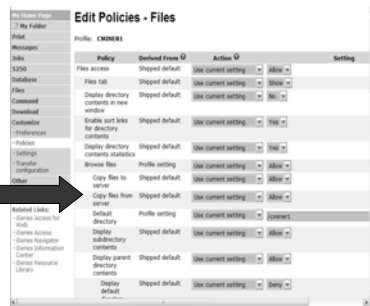 My Home Page
My Folder
Print
Messages
Jobs
5250
Database
Files
Command
Download
Customize
-Preferences
-Policies
-Settings
-Transfer
configuration
Other
Related Links:
-iSeries Access for
Web
-iSeries Access
-iSeries Navigator
-iSeries Information
Center
-iSeries Resource
Library
Edit Policies - Files
Profile: CMINER1
Policy Derived From Action Setting
Files access Shipped default Use current setting Allow
Files tab Shipped default Use current setting Show
Display directory
contents in new
window Shipped default Use current setting No
Enable sort links
for directory
contents Shipped default Use current setting Yes
Display directory
contents statistics Shipped default Use current setting Yes
Browse files Profile setting Use current setting Allow
Copy files to
server Shipped default Use current setting Allow
Copy files from
server Shipped default Use current setting Allow
Default
directory Profile setting Use current setting /cminer1
Display
subdirectory
contents Shipped default Use current setting Allow
Display parent
directory
contents Shipped default Use current setting Allow
Display
default Shipped default Use current setting Deny